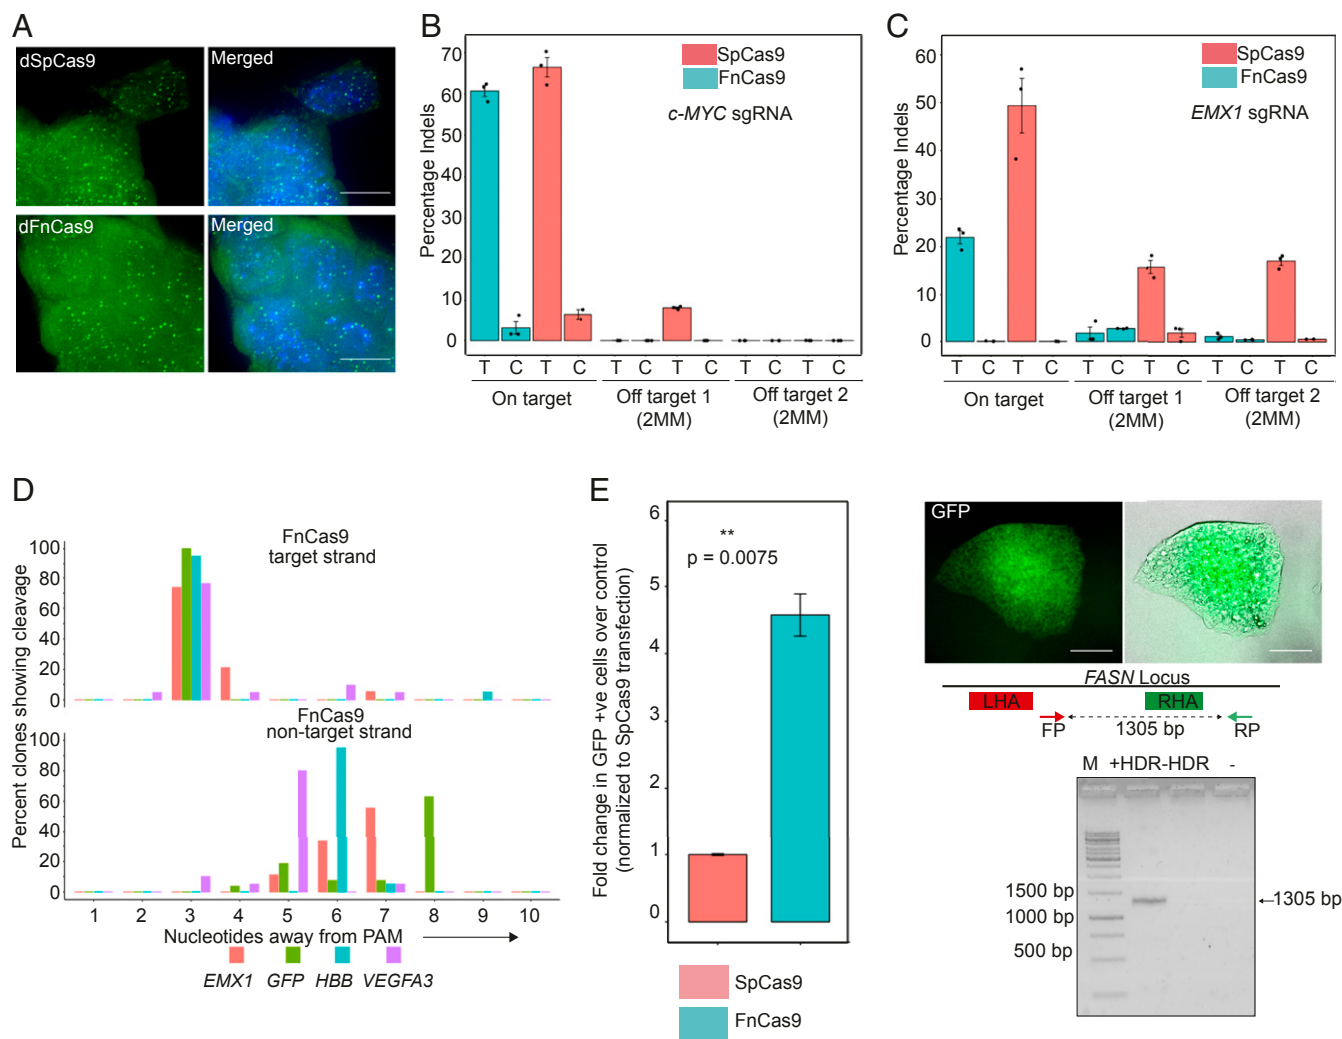 A
dSpCas9
Merged
dFnCas9
Merged
B
Percentage Indels
70
60
50
40
30
20
10
0
SpCas9
FnCas9
c-MYC sgRNA
T C T C T C T C T C T C
On target
Off target 1
(2MM)
Off target 2
(2MM)
C
Percentage Indels
60
50
40
30
20
10
0
SpCas9
FnCas9
EMX1 sgRNA
T C T C T C T C T C T C
On target
Off target 1
(2MM)
Off target 2
(2MM)
D
Percent clones showing cleavage
100
80
60
40
20
0
FnCas9
target strand
100
80
60
40
20
0
FnCas9
non-target strand
1 2 3 4 5 6 7 8 9 10
Nucleotides away from PAM
EMX1 GFP HBB VEGFA3
E
Fold change in GFP +ve cells over control
(normalized to SpCas9 transfection)
6
5
4
3
2
1
0
**
p = 0.0075
SpCas9
FnCas9
GFP
FASN Locus
LHA
RHA
FP
1305 bp
RP
M +HDR-HDR -
1500 bp
1000 bp
500 bp
1305 bp